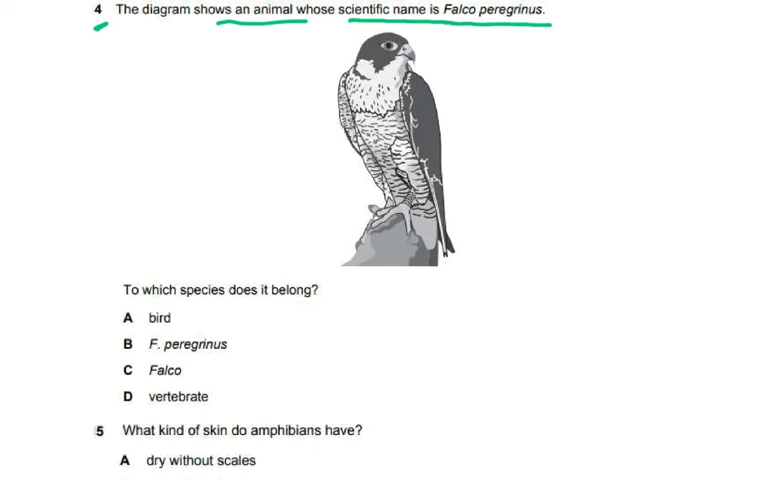 4 The diagram shows an animal whose scientific name is Falco peregrinus.
To which species does it belong?
A bird
B F. peregrinus
C Falco
D vertebrate
5 What kind of skin do amphibians have?
A dry without scales